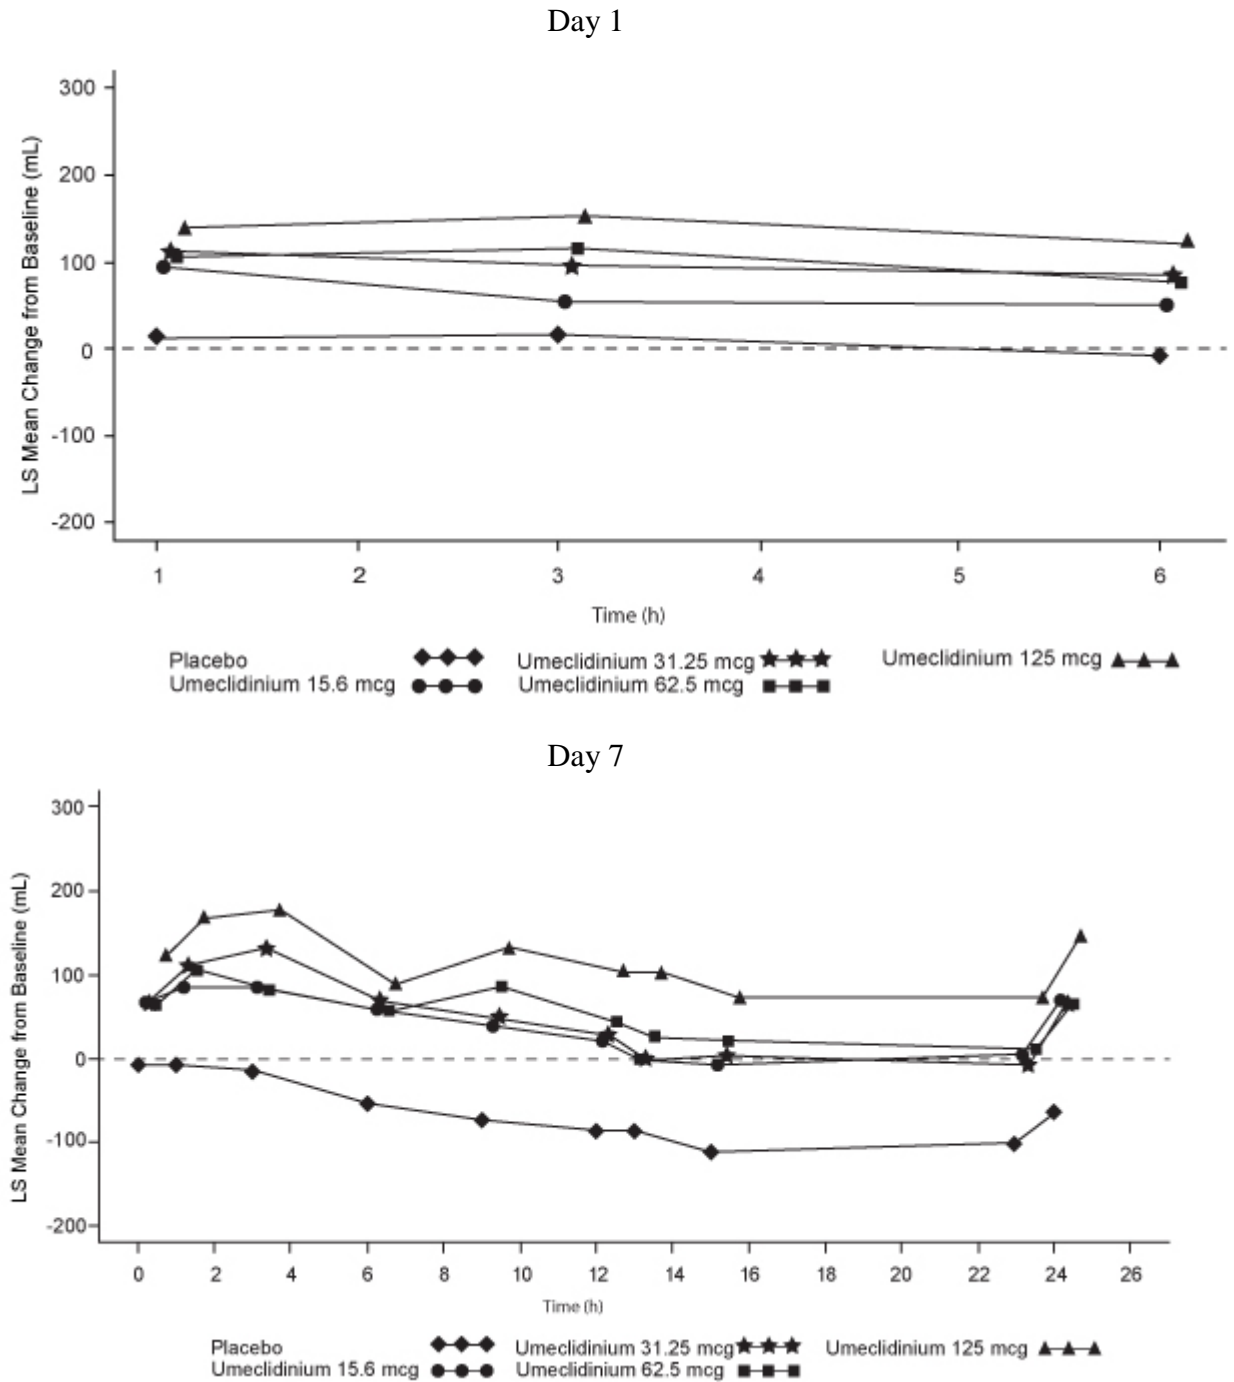 Day 1
LS Mean Change from Baseline (mL)
300
200
100
0
-100
-200
1 2 3 4 5 6
Time (h)
Placebo Umeclidinium 31.25 mcg Umeclidinium 125 mcg
Umeclidinium 15.6 mcg Umeclidinium 62.5 mcg
Day 7
LS Mean Change from Baseline (mL)
300
200
100
0
-100
-200
0 2 4 6 8 10 12 14 16 18 20 22 24 26
Time (h)
Placebo Umeclidinium 31.25 mcg Umeclidinium 125 mcg
Umeclidinium 15.6 mcg Umeclidinium 62.5 mcg